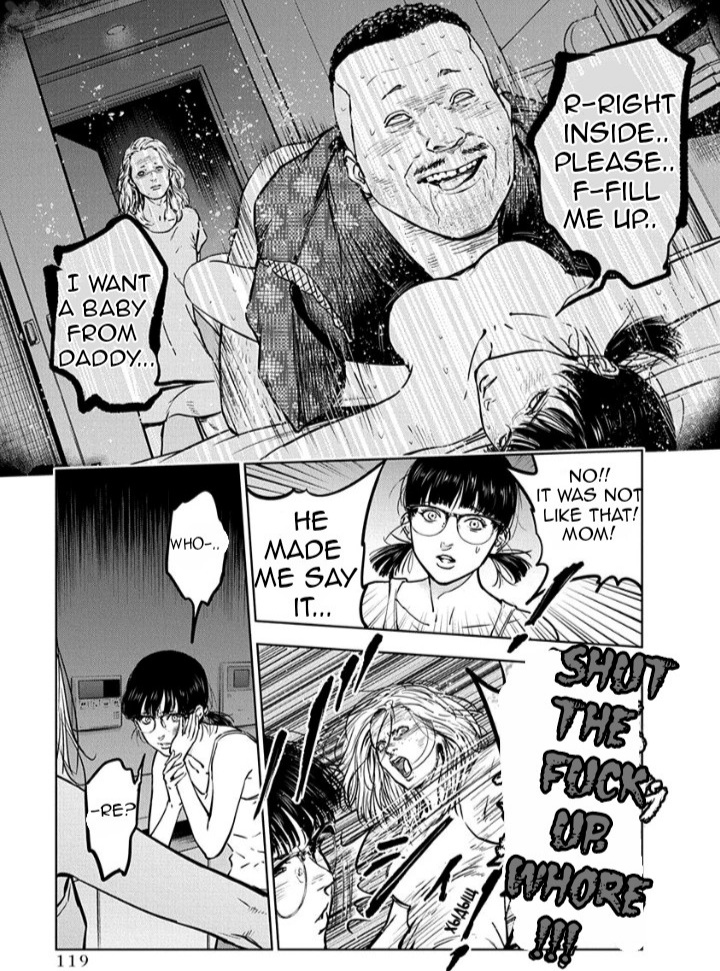 R-RIGHT
INSIDE..
PLEASE..
F-FILL
ME UP..
I WANT
A BABY
FROM
DADDY...
NO!!
IT WAS NOT
LIKE THAT!
MOM!
HE
MADE
ME SAY
IT...
WHO-..
-RE?
SHUT
THE
FUCK
UP.
WHORE
!!!
ХЫДЫЩ
119